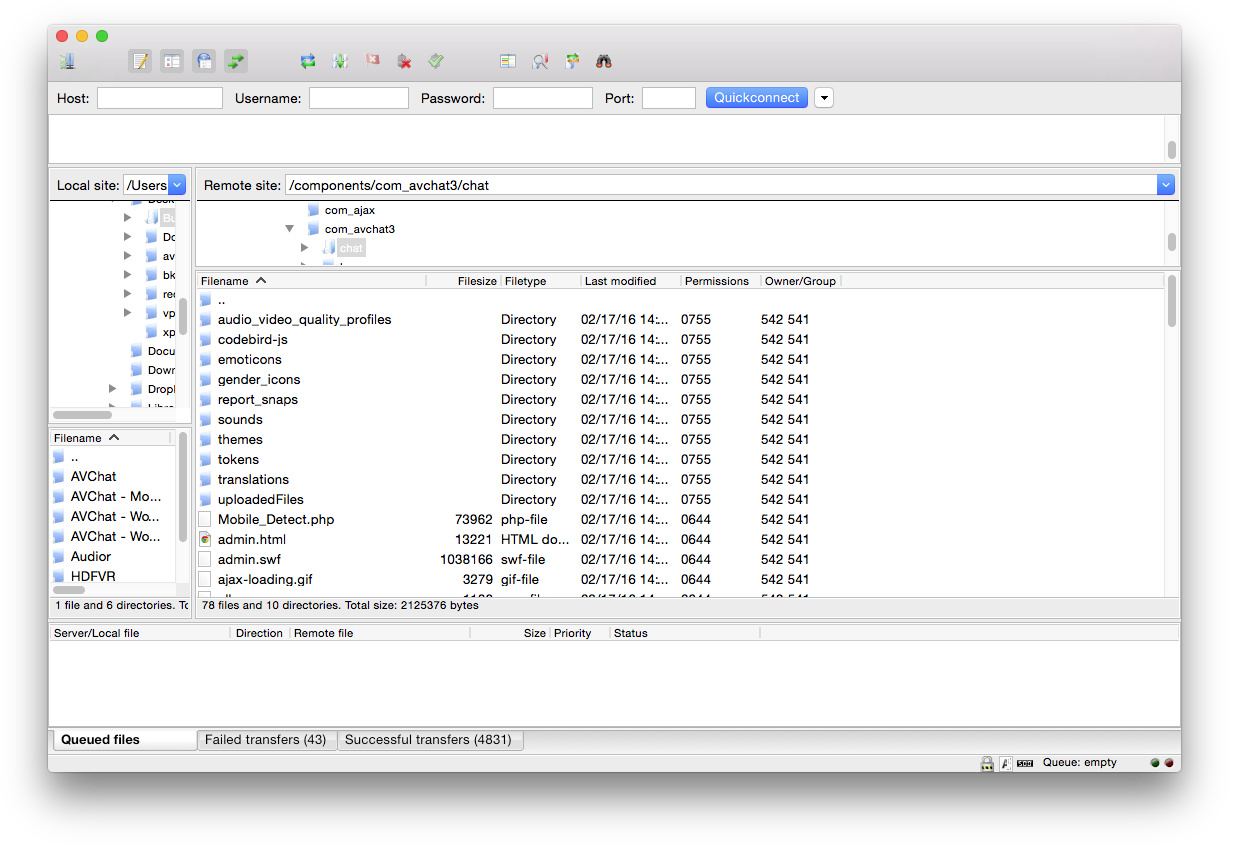 Host: Username: Password: Port: Quickconnect
Local site: /Users
Remote site: /components/com_avchat3/chat
Bu
Do
av
bk
rec
vp
xp
Docu
Down
Dropl
com_ajax
com_avchat3
chat
Filename
..
AVChat
AVChat - Mo...
AVChat - Wo...
AVChat - Wo...
Audior
HDFVR
1 file and 6 directories. To
Filename Filesize Filetype Last modified Permissions Owner/Group
..
audio_video_quality_profiles Directory 02/17/16 14:... 0755 542 541
codebird-js Directory 02/17/16 14:... 0755 542 541
emoticons Directory 02/17/16 14:... 0755 542 541
gender_icons Directory 02/17/16 14:... 0755 542 541
report_snaps Directory 02/17/16 14:... 0755 542 541
sounds Directory 02/17/16 14:... 0755 542 541
themes Directory 02/17/16 14:... 0755 542 541
tokens Directory 02/17/16 14:... 0755 542 541
translations Directory 02/17/16 14:... 0755 542 541
uploadedFiles Directory 02/17/16 14:... 0755 542 541
Mobile_Detect.php 73962 php-file 02/17/16 14:... 0644 542 541
admin.html 13221 HTML do... 02/17/16 14:... 0644 542 541
admin.swf 1038166 swf-file 02/17/16 14:... 0644 542 541
ajax-loading.gif 3279 gif-file 02/17/16 14:... 0644 542 541
78 files and 10 directories. Total size: 2125376 bytes
Server/Local file Direction Remote file Size Priority Status
Queued files Failed transfers (43) Successful transfers (4831)
Queue: empty